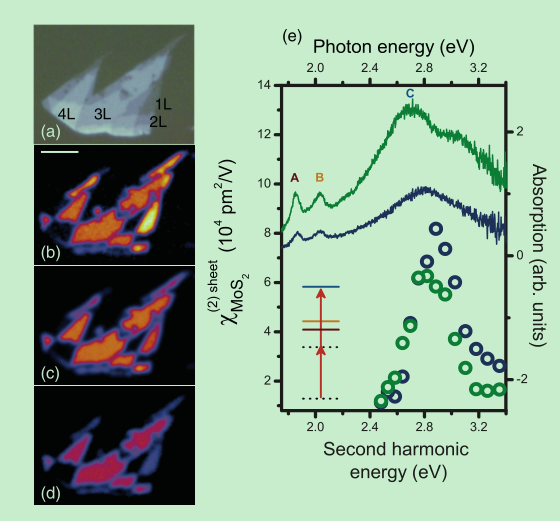 (a)
4L
3L
1L
2L
(b)
(c)
(d)
(e)
Photon energy (eV)
2.0 2.4 2.8 3.2
14
12
10
8
6
4
2
χ(2) sheet MoS2 (10⁴ pm²/V)
A
B
C
2
0
-2
Absorption (arb. units)
2.0 2.4 2.8 3.2
Second harmonic
energy (eV)